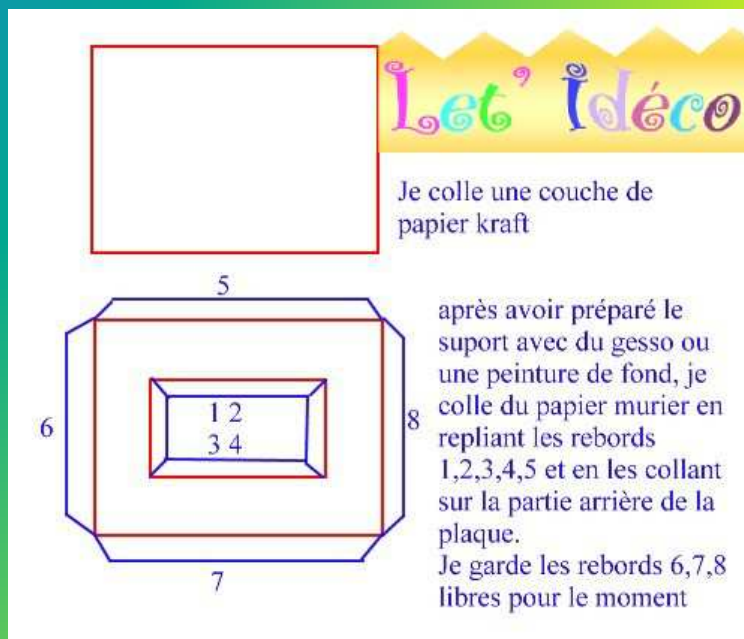 Let' Idéco
Je colle une couche de
papier kraft
5
après avoir préparé le
suport avec du gesso ou
une peinture de fond, je
colle du papier murier en
repliant les rebords
1,2,3,4,5 et en les collant
sur la partie arrière de la
plaque.
Je garde les rebords 6,7,8
libres pour le moment
6
1 2
3 4
8
7